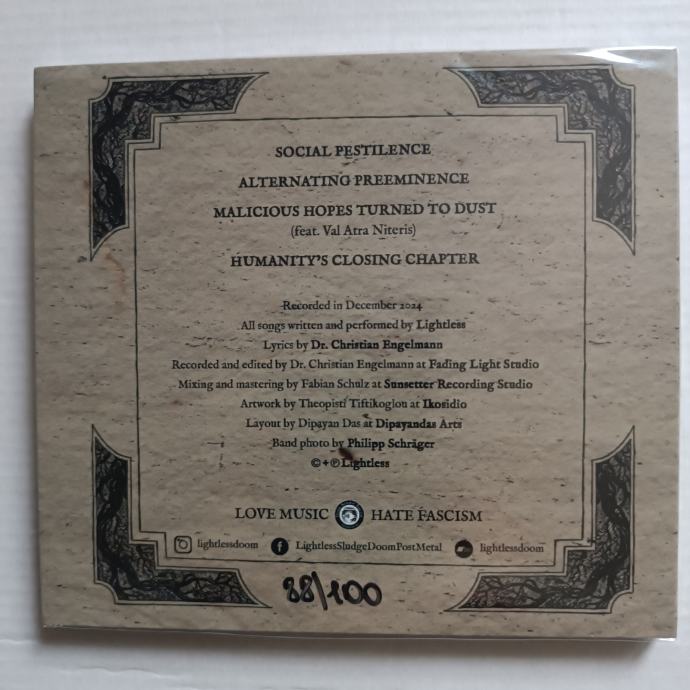 SOCIAL PESTILENCE
ALTERNATING PREEMINENCE
MALICIOUS HOPES TURNED TO DUST
(feat. Val Atra Niteris)
HUMANITY'S CLOSING CHAPTER
Recorded in December 2024
All songs written and performed by Lightless
Lyrics by Dr. Christian Engelmann
Recorded and edited by Dr. Christian Engelmann at Fading Light Studio
Mixing and mastering by Fabian Schulz at Sunsetter Recording Studio
Artwork by Theopisti Tiftikoglou at Ikosidio
Layout by Dipayan Das at Dipayandas Arts
Band photo by Philipp Schräger
©+℗ Lightless
LOVE MUSIC HATE FASCISM
lightlessdoom LightlessSludgeDoomPostMetal lightlessdoom
88/100